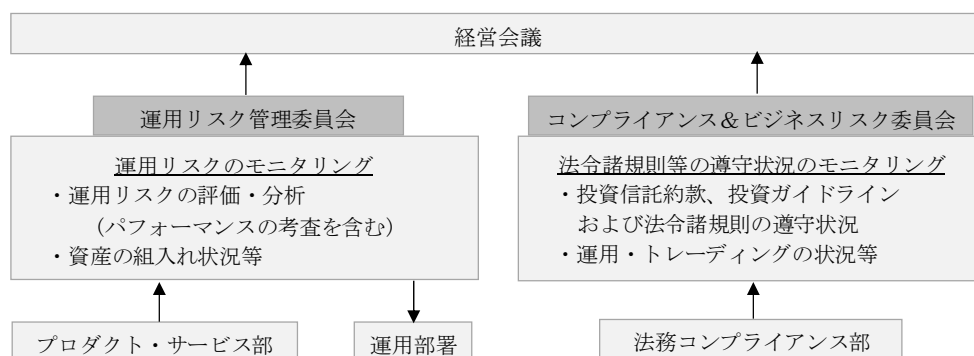 経営会議
運用リスク管理委員会
運用リスクのモニタリング
・運用リスクの評価・分析
（パフォーマンスの考査を含む）
・資産の組入れ状況等
コンプライアンス＆ビジネスリスク委員会
法令諸規則等の遵守状況のモニタリング
・投資信託約款、投資ガイドライン
および法令諸規則の遵守状況
・運用・トレーディングの状況等
プロダクト・サービス部
運用部署
法務コンプライアンス部